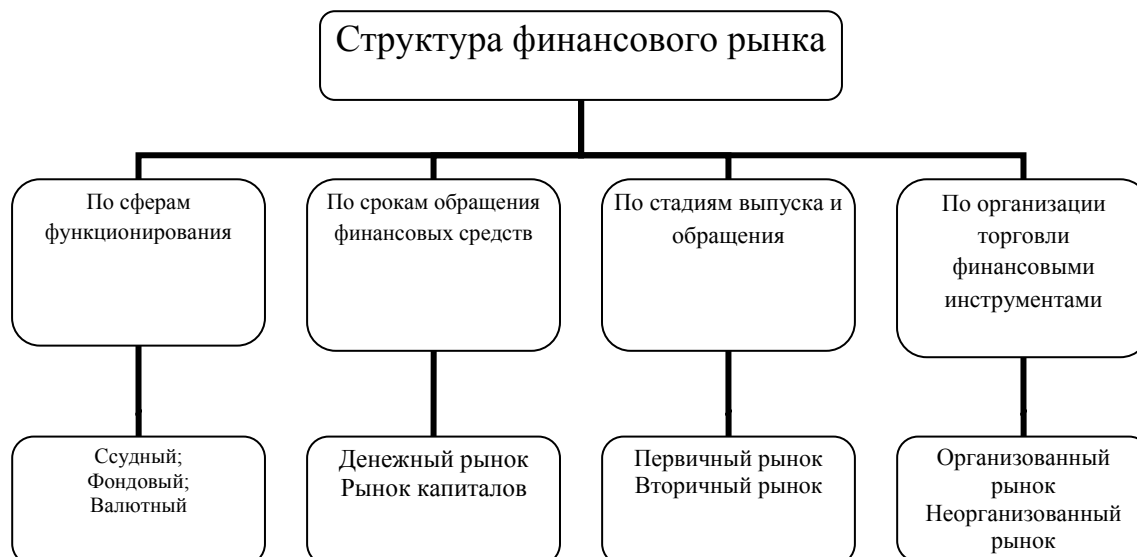 Структура финансового рынка
По сферам
функционирования
По срокам обращения
финансовых средств
По стадиям выпуска и
обращения
По организации
торговли
финансовыми
инструментами
Ссудный;
Фондовый;
Валютный
Денежный рынок
Рынок капиталов
Первичный рынок
Вторичный рынок
Организованный
рынок
Неорганизованный
рынок